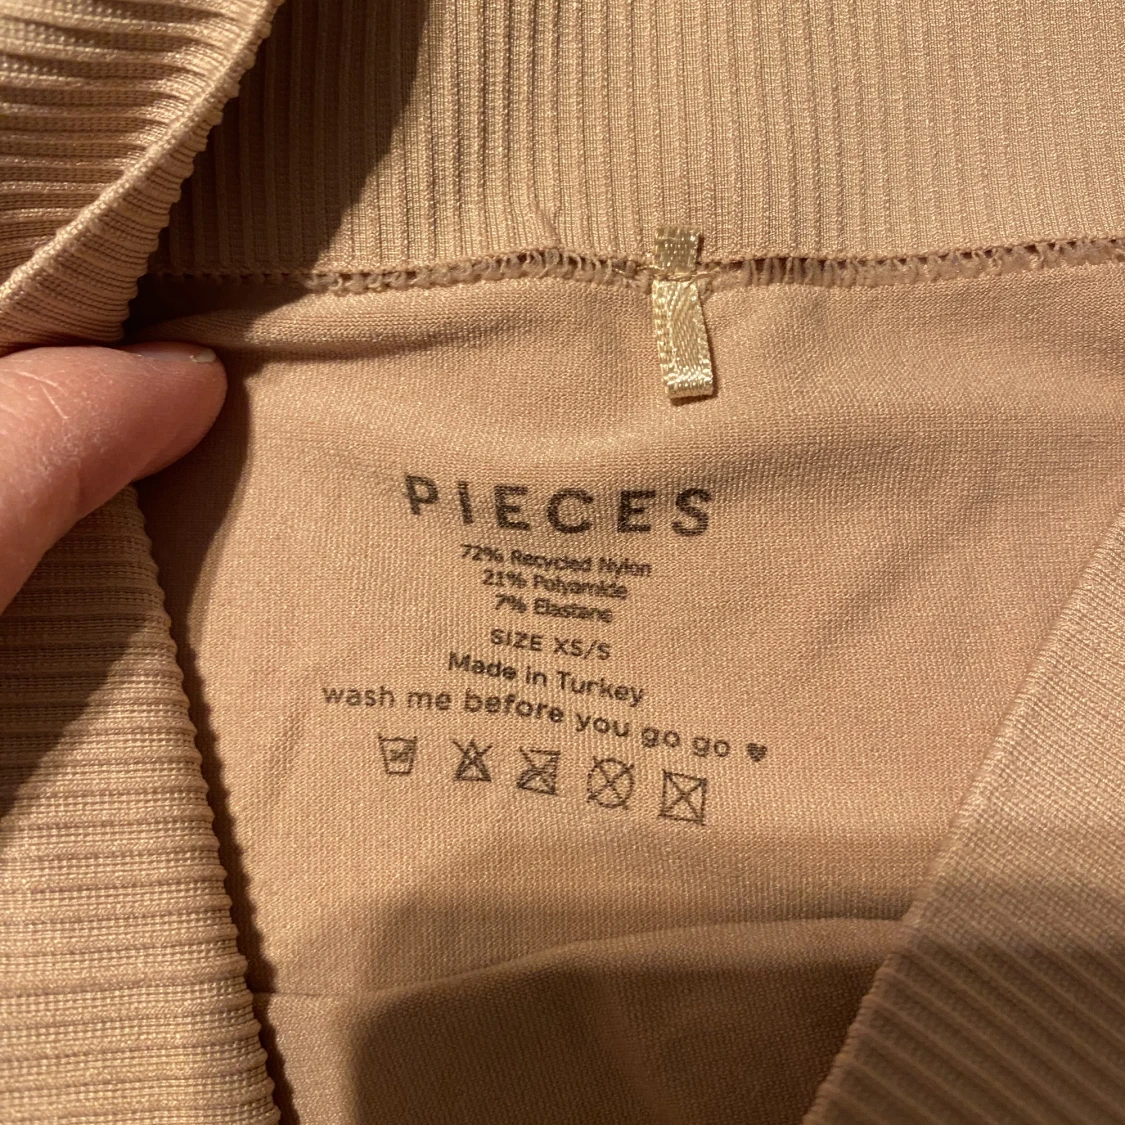 PIECES
72% Recycled Nylon
21% Polyamide
7% Elastane
SIZE XS/S
Made in Turkey
wash me before you go go ♥